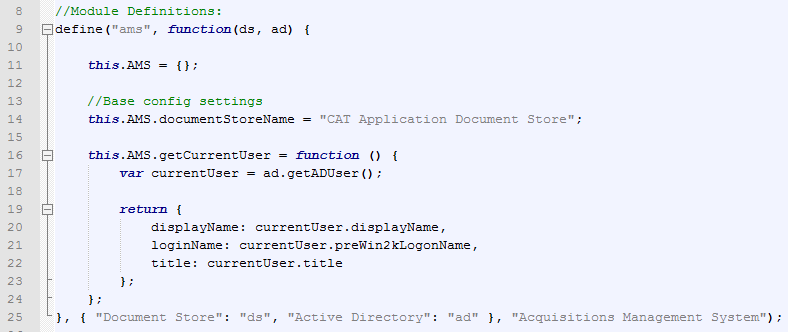 8 //Module Definitions:
9 define("ams", function(ds, ad) {
10
11 this.AMS = {};
12
13 //Base config settings
14 this.AMS.documentStoreName = "CAT Application Document Store";
15
16 this.AMS.getCurrentUser = function () {
17 var currentUser = ad.getADUser();
18
19 return {
20 displayName: currentUser.displayName,
21 loginName: currentUser.preWin2kLogonName,
22 title: currentUser.title
23 };
24 };
25 }, { "Document Store": "ds", "Active Directory": "ad" }, "Acquisitions Management System");